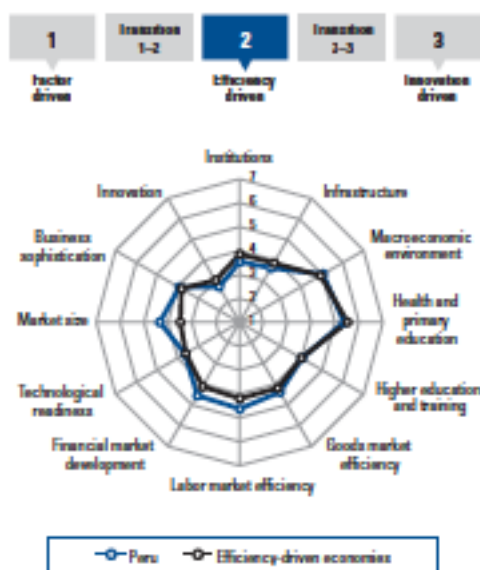 1
Transition
1–2
2
Transition
2–3
3
Factor
driven
Efficiency
driven
Innovation
driven
Institutions
7
6
5
4
3
2
1
Infrastructure
Macroeconomic
environment
Health and
primary
education
Higher education
and training
Goods market
efficiency
Labor market efficiency
Financial market
development
Technological
readiness
Market size
Business
sophistication
Innovation
Peru
Efficiency-driven economies